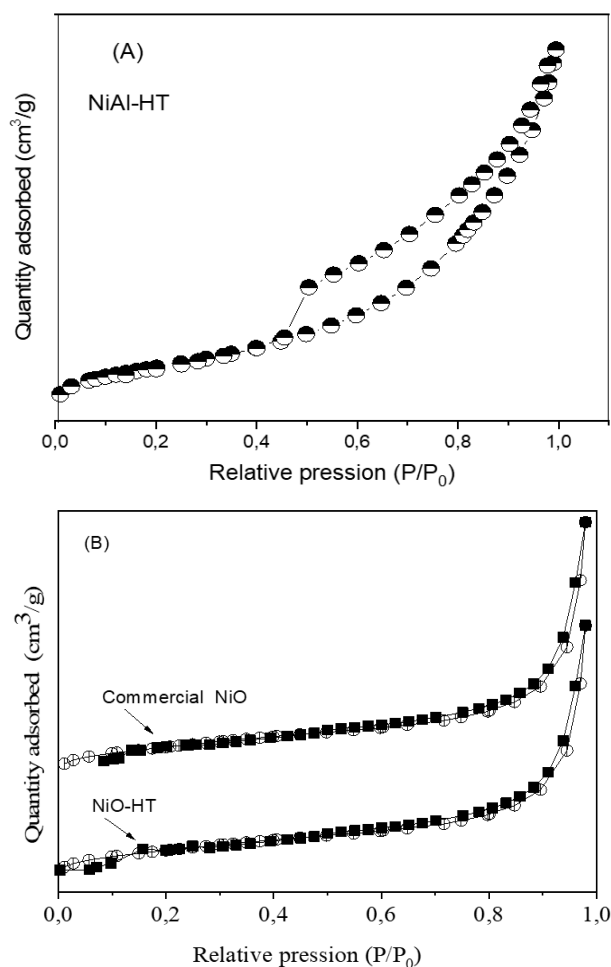 (A)
NiAl-HT
Quantity adsorbed (cm³/g)
0,0 0,2 0,4 0,6 0,8 1,0
Relative pression (P/P₀)
(B)
Quantity adsorbed (cm³/g)
Commercial NiO
NiO-HT
0,0 0,2 0,4 0,6 0,8 1,0
Relative pression (P/P₀)